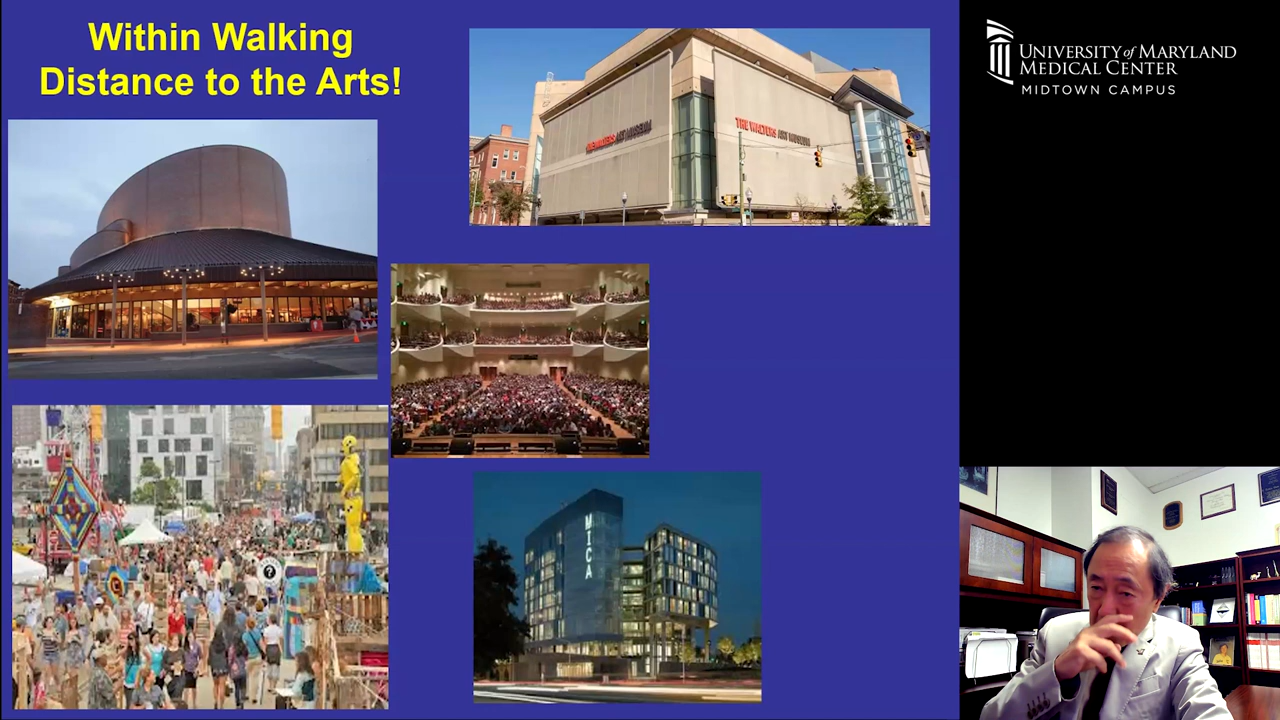 Within Walking
Distance to the Arts!
THE WALTERS ART MUSEUM
THE WALTERS ART MUSEUM
MICA
?
UNIVERSITY of MARYLAND
MEDICAL CENTER
MIDTOWN CAMPUS